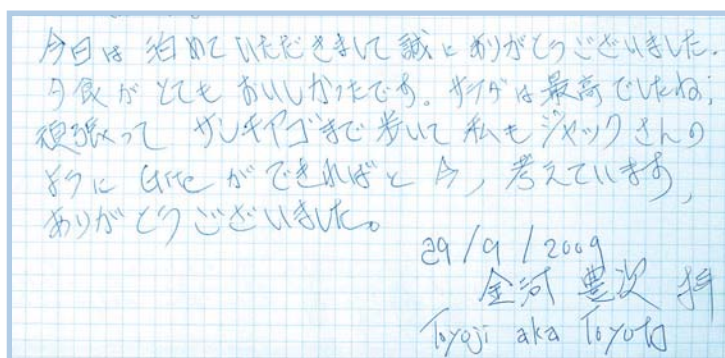 今日は 泊めて いただきまして 誠に ありがとうございました.
夕食が とても おいしかったです。 サイダは 最高でしたね.
頑張って サンチャイゴまで 歩いて 私も ジャックさんの
ように Gite が できればと 今, 考えています,
ありがとうございました。
29/9/2009
金河 豊次
Toyoji aka Toyota